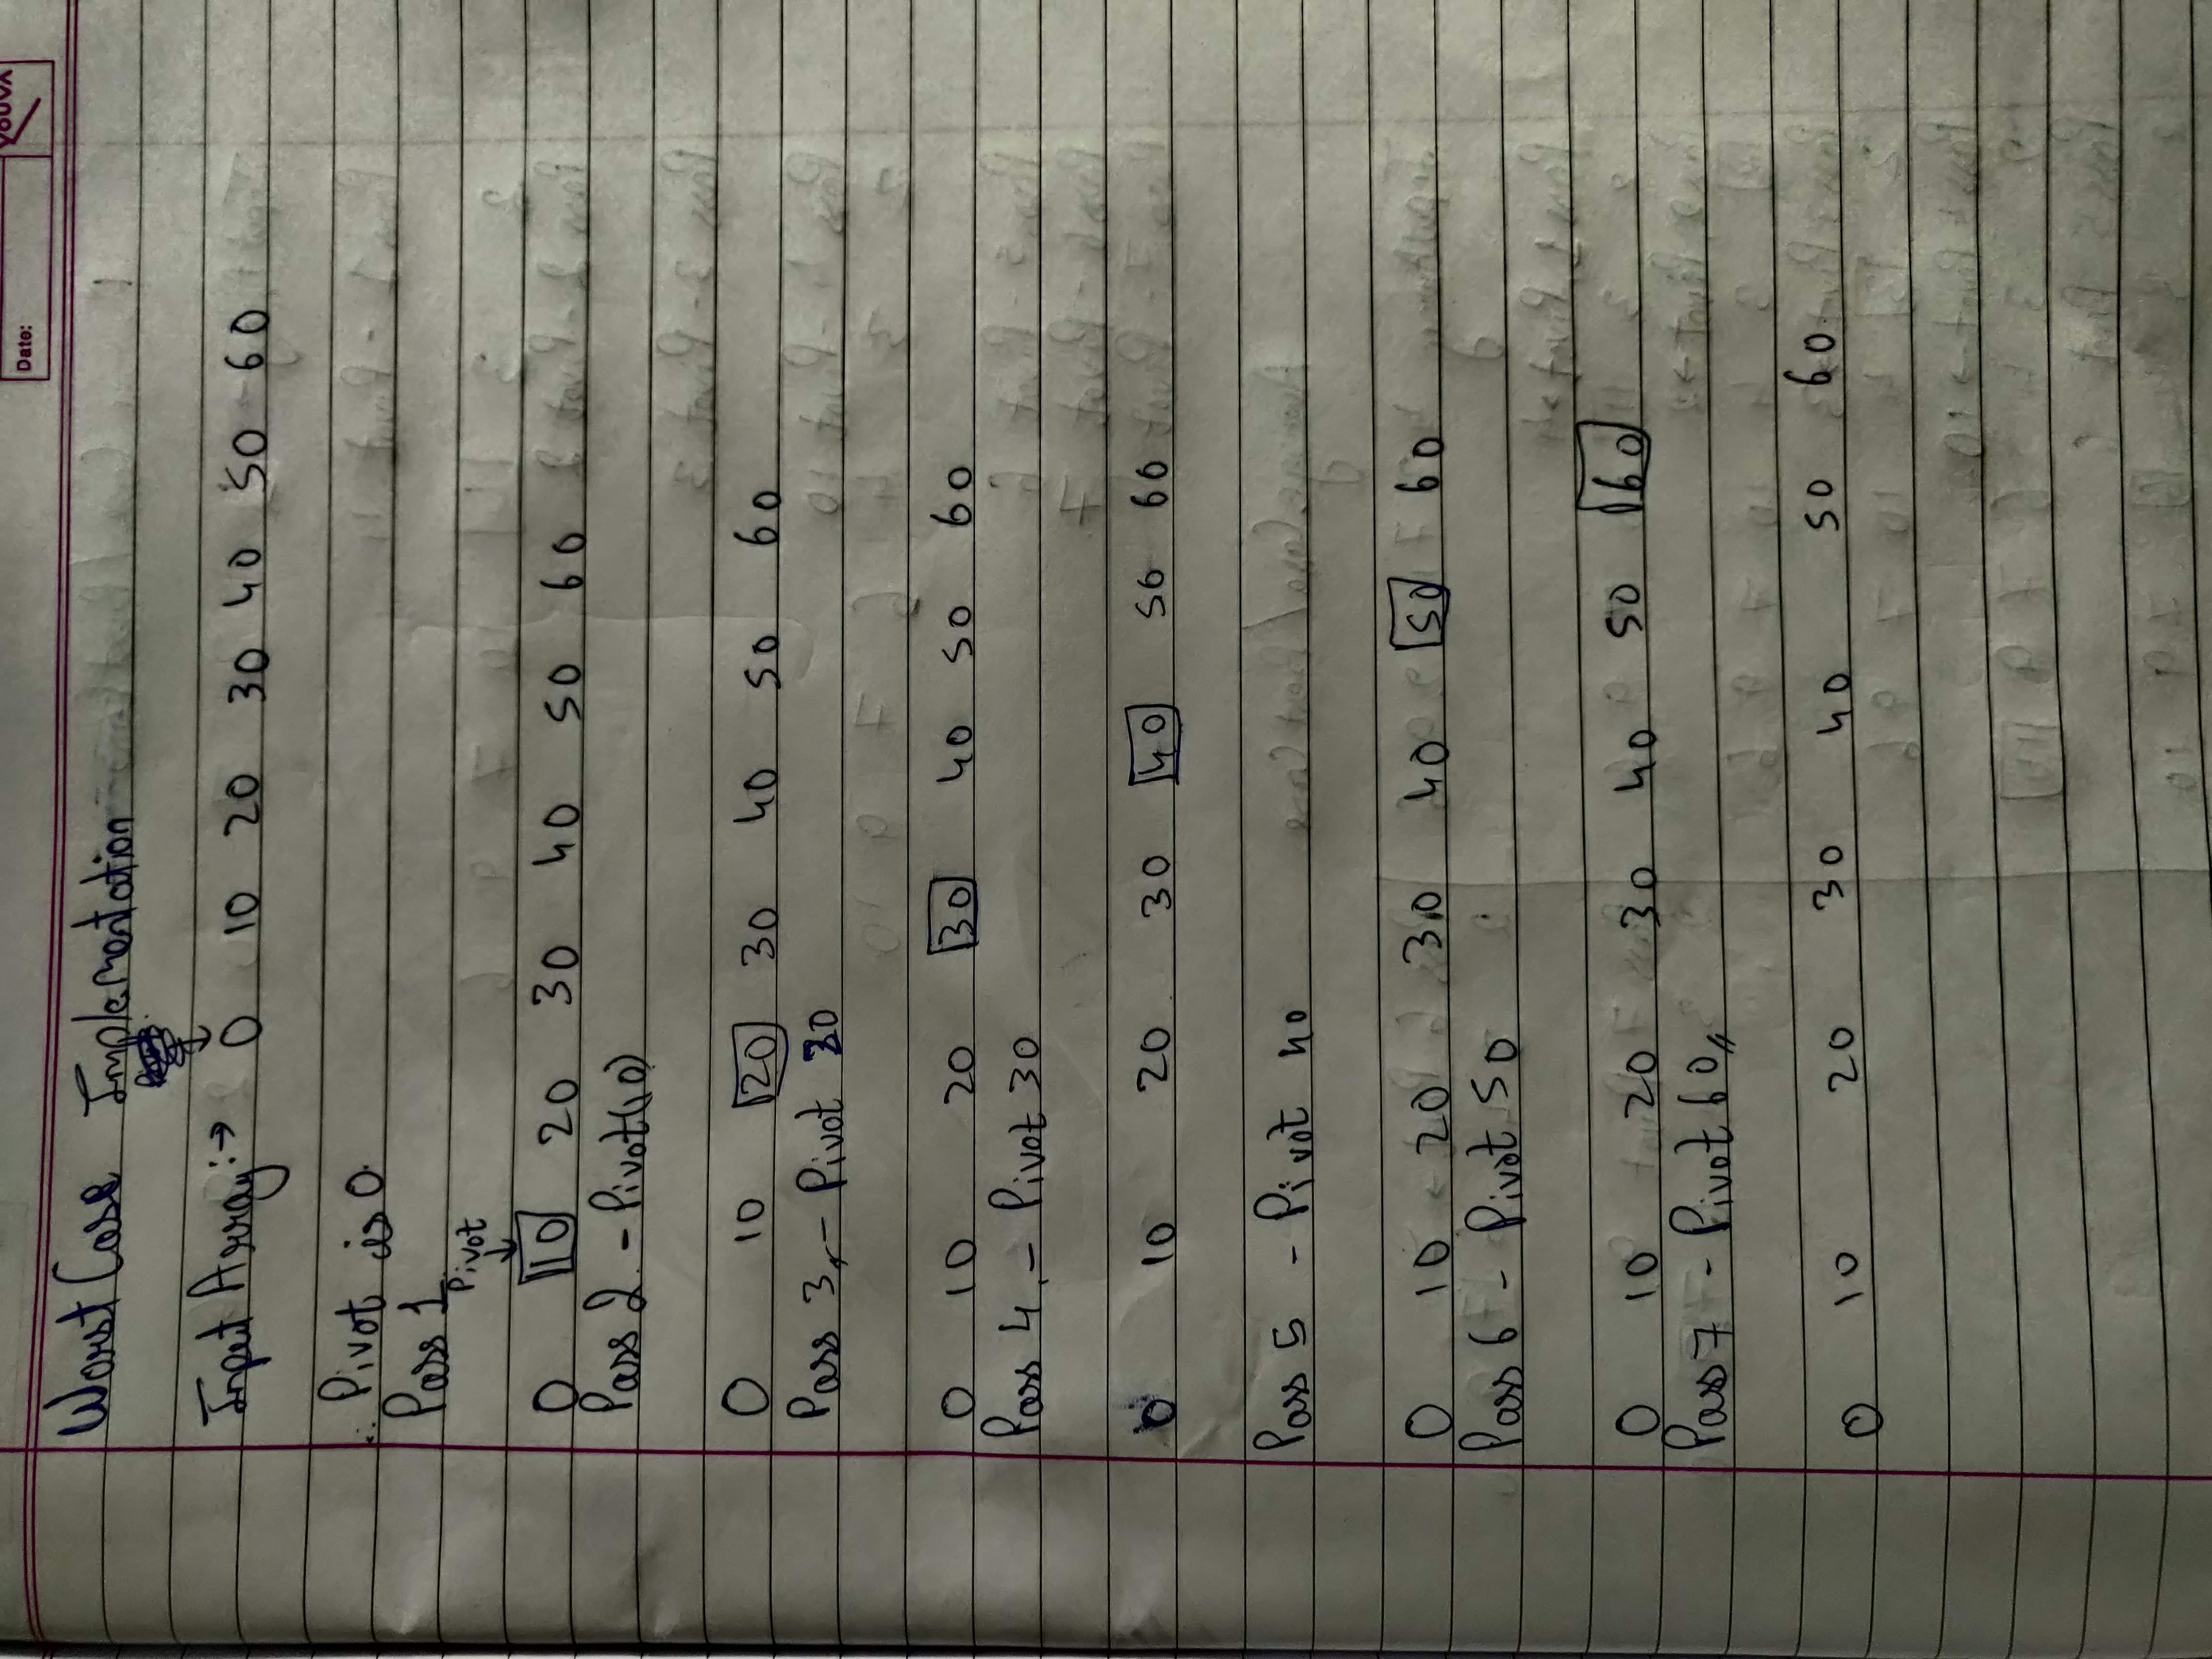 YOUVA
Date:
Worst Case Implementation
Input Array:→ 0 10 20 30 40 50 60
∴ Pivot is 0.
Pass 1
Pivot
0 10 20 30 40 50 60
Pass 2 - Pivot(10)
0 10 20 30 40 50 60
Pass 3, - Pivot 20
0 10 20 30 40 50 60
Pass 4, - Pivot 30
0 10 20 30 40 50 60
Pass 5 - Pivot 40
0 10 20 30 40 50 60
Pass 6 - Pivot 50
0 10 20 30 40 50 60
Pass 7 - Pivot 60,,
0 10 20 30 40 50 60